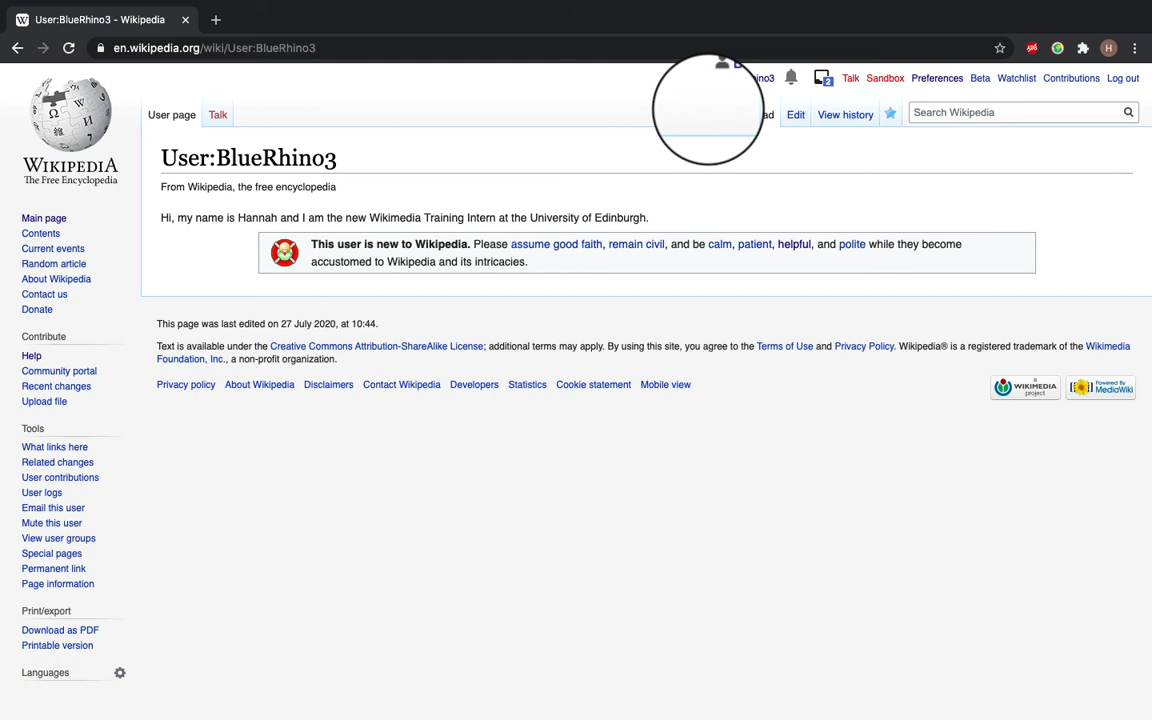 User:BlueRhino3 - Wikipedia
en.wikipedia.org/wiki/User:BlueRhino3
ABP
H
2
Talk Sandbox Preferences Beta Watchlist Contributions Log out
User page Talk Edit View history Search Wikipedia
WIKIPEDIA
The Free Encyclopedia
User:BlueRhino3
From Wikipedia, the free encyclopedia
Hi, my name is Hannah and I am the new Wikimedia Training Intern at the University of Edinburgh.
This user is new to Wikipedia. Please assume good faith, remain civil, and be calm, patient, helpful, and polite while they become
accustomed to Wikipedia and its intricacies.
Main page
Contents
Current events
Random article
About Wikipedia
Contact us
Donate
Contribute
Help
Community portal
Recent changes
Upload file
Tools
What links here
Related changes
User contributions
User logs
Email this user
Mute this user
View user groups
Special pages
Permanent link
Page information
Print/export
Download as PDF
Printable version
Languages
This page was last edited on 27 July 2020, at 10:44.
Text is available under the Creative Commons Attribution-ShareAlike License; additional terms may apply. By using this site, you agree to the Terms of Use and Privacy Policy. Wikipedia® is a registered trademark of the Wikimedia
Foundation, Inc., a non-profit organization.
Privacy policy About Wikipedia Disclaimers Contact Wikipedia Developers Statistics Cookie statement Mobile view
A WIKIMEDIA project
Powered By MediaWiki